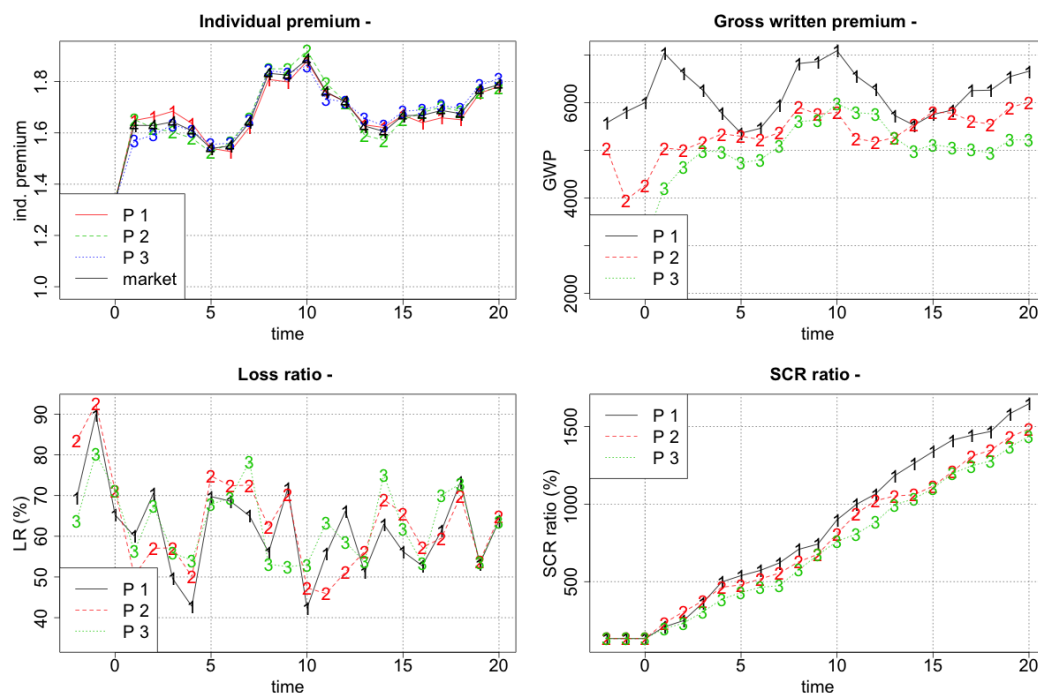 Individual premium -
ind. premium
1.8
1.6
1.4
1.2
1.0
P 1
P 2
P 3
market
0 5 10 15 20
time
Gross written premium -
GWP
6000
4000
2000
P 1
P 2
P 3
0 5 10 15 20
time
Loss ratio -
LR (%)
90
80
70
60
50
40
P 1
P 2
P 3
0 5 10 15 20
time
SCR ratio -
SCR ratio (%)
1500
1000
500
P 1
P 2
P 3
0 5 10 15 20
time